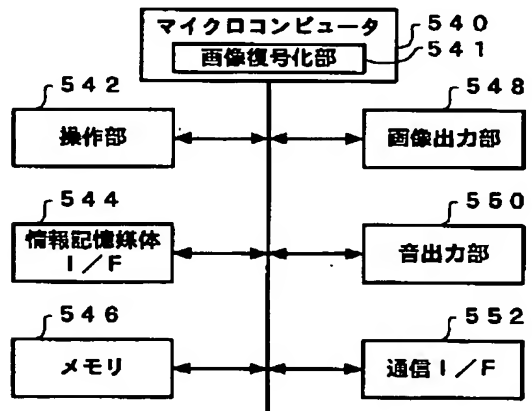 マイクロコンピュータ
540
画像復号化部
541
542
548
操作部
画像出力部
544
550
情報記憶媒体
I／F
音出力部
546
552
メモリ
通信I／F